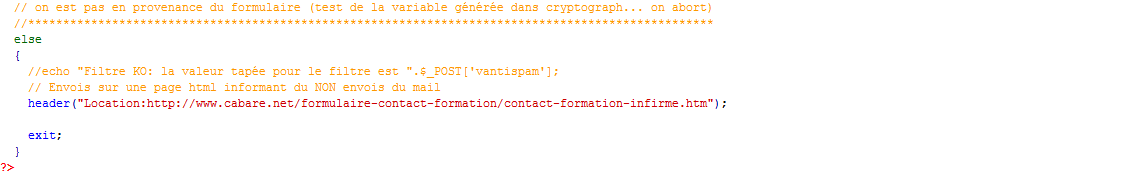 // on est pas en provenance du formulaire (test de la variable générée dans cryptograph... on abort)
//**************************************************************************************************
else
{
//echo "Filtre KO: la valeur tapée pour le filtre est ".$_POST['vantispam'];
// Envois sur une page html informant du NON envois du mail
header("Location:http://www.cabare.net/formulaire-contact-formation/contact-formation-infirme.htm");
exit;
}
?>